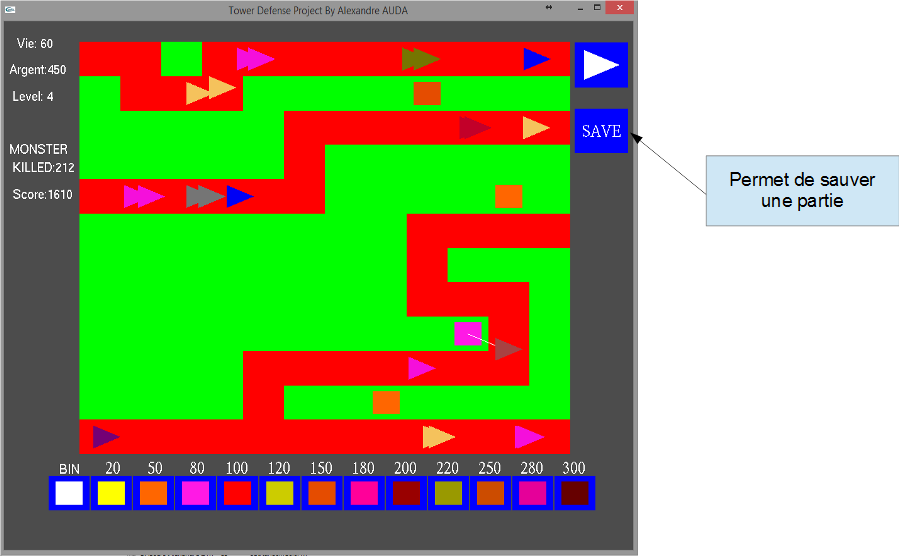 Tower Defense Project By Alexandre AUDA
Vie: 60
Argent:450
Level: 4
MONSTER
KILLED:212
Score:1610
SAVE
Permet de sauver
une partie
BIN 20 50 80 100 120 150 180 200 220 250 280 300